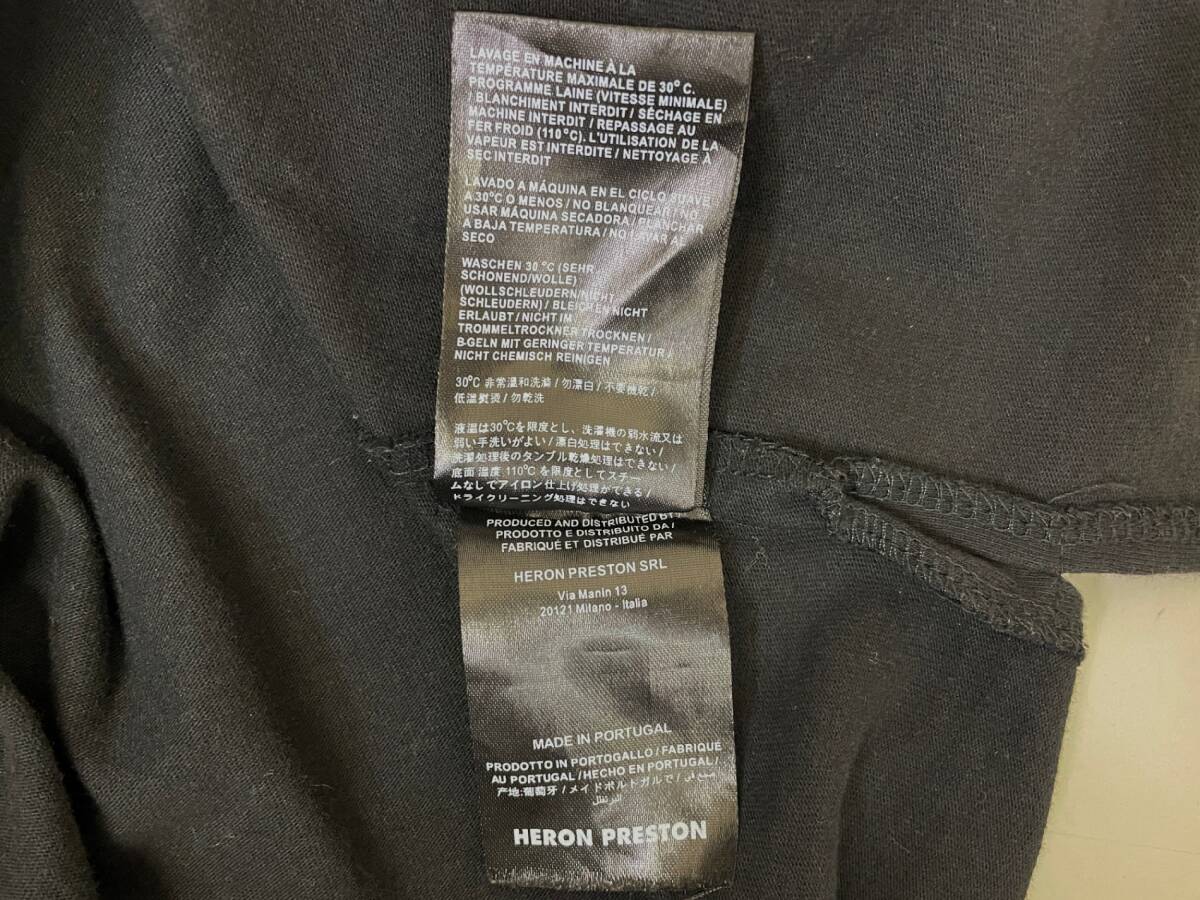 LAVAGE EN MACHINE À LA
TEMPÉRATURE MAXIMALE DE 30° C.
PROGRAMME LAINE (VITESSE MINIMALE)
/ BLANCHIMENT INTERDIT / SÉCHAGE EN
MACHINE INTERDIT / REPASSAGE AU
FER FROID (110°C). L'UTILISATION DE LA
VAPEUR EST INTERDITE / NETTOYAGE À
SEC INTERDIT
LAVADO A MÁQUINA EN EL CICLO SUAVE
A 30°C O MENOS / NO BLANQUEAR / NO
USAR MÁQUINA SECADORA / PLANCHAR
A BAJA TEMPERATURA / NO LAVAR AL
SECO
WASCHEN 30 °C (SEHR
SCHONEND/WOLLE)
(WOLLSCHLEUDERN/NICHT
SCHLEUDERN) / BLEICHEN NICHT
ERLAUBT / NICHT IM
TROMMELTROCKNER TROCKNEN /
B-GELN MIT GERINGER TEMPERATUR /
NICHT CHEMISCH REINIGEN
30°C 非常溫和洗滌 / 勿漂白 / 不要機乾 /
低溫熨燙 / 勿乾洗
液温は30℃を限度とし、洗濯機の弱水流又は
弱い手洗いがよい / 漂白処理はできない /
洗濯処理後のタンブル乾燥処理はできない /
底面温度 110℃を限度としてスチー
ムなしでアイロン仕上げ処理ができる /
ドライクリーニング処理はできない
PRODUCED AND DISTRIBUTED BY /
PRODOTTO E DISTRIBUITO DA /
FABRIQUÉ ET DISTRIBUÉ PAR
HERON PRESTON SRL
Via Manin 13
20121 Milano - Italia
MADE IN PORTUGAL
PRODOTTO IN PORTOGALLO / FABRIQUÉ
AU PORTUGAL / HECHO EN PORTUGAL /
产地:葡萄牙 / メイドポルトガルで / صنع في
البرتغال
HERON PRESTON